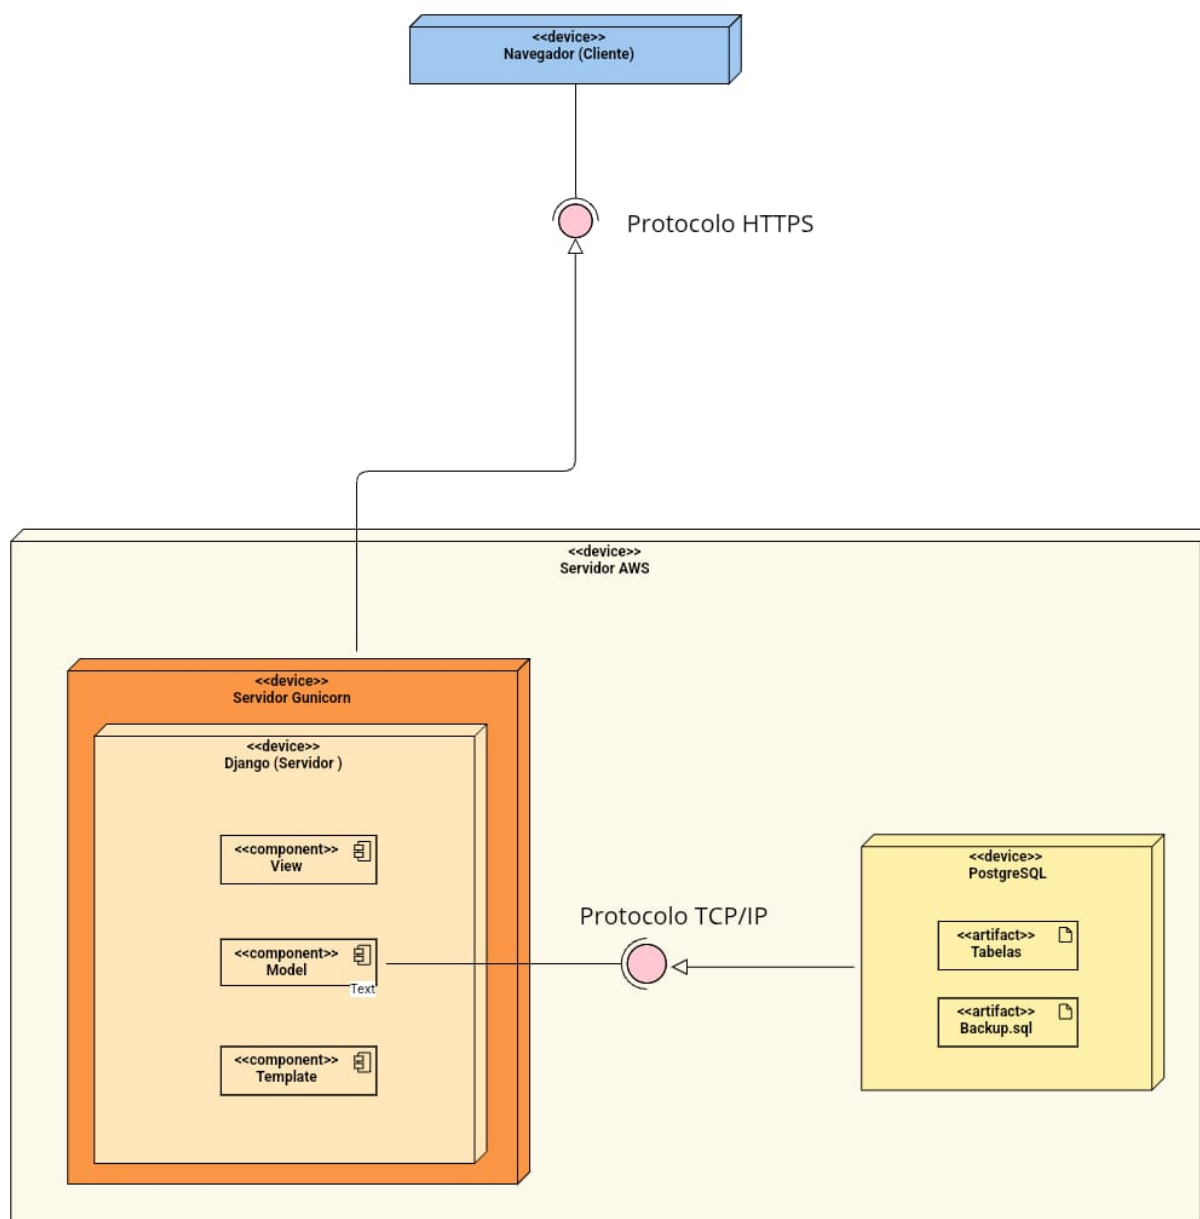 <<device>>
Navegador (Cliente)
Protocolo HTTPS
<<device>>
Servidor AWS
<<device>>
Servidor Gunicorn
<<device>>
Django (Servidor )
<<component>>
View
<<component>>
Model
Text
<<component>>
Template
Protocolo TCP/IP
<<device>>
PostgreSQL
<<artifact>>
Tabelas
<<artifact>>
Backup.sql